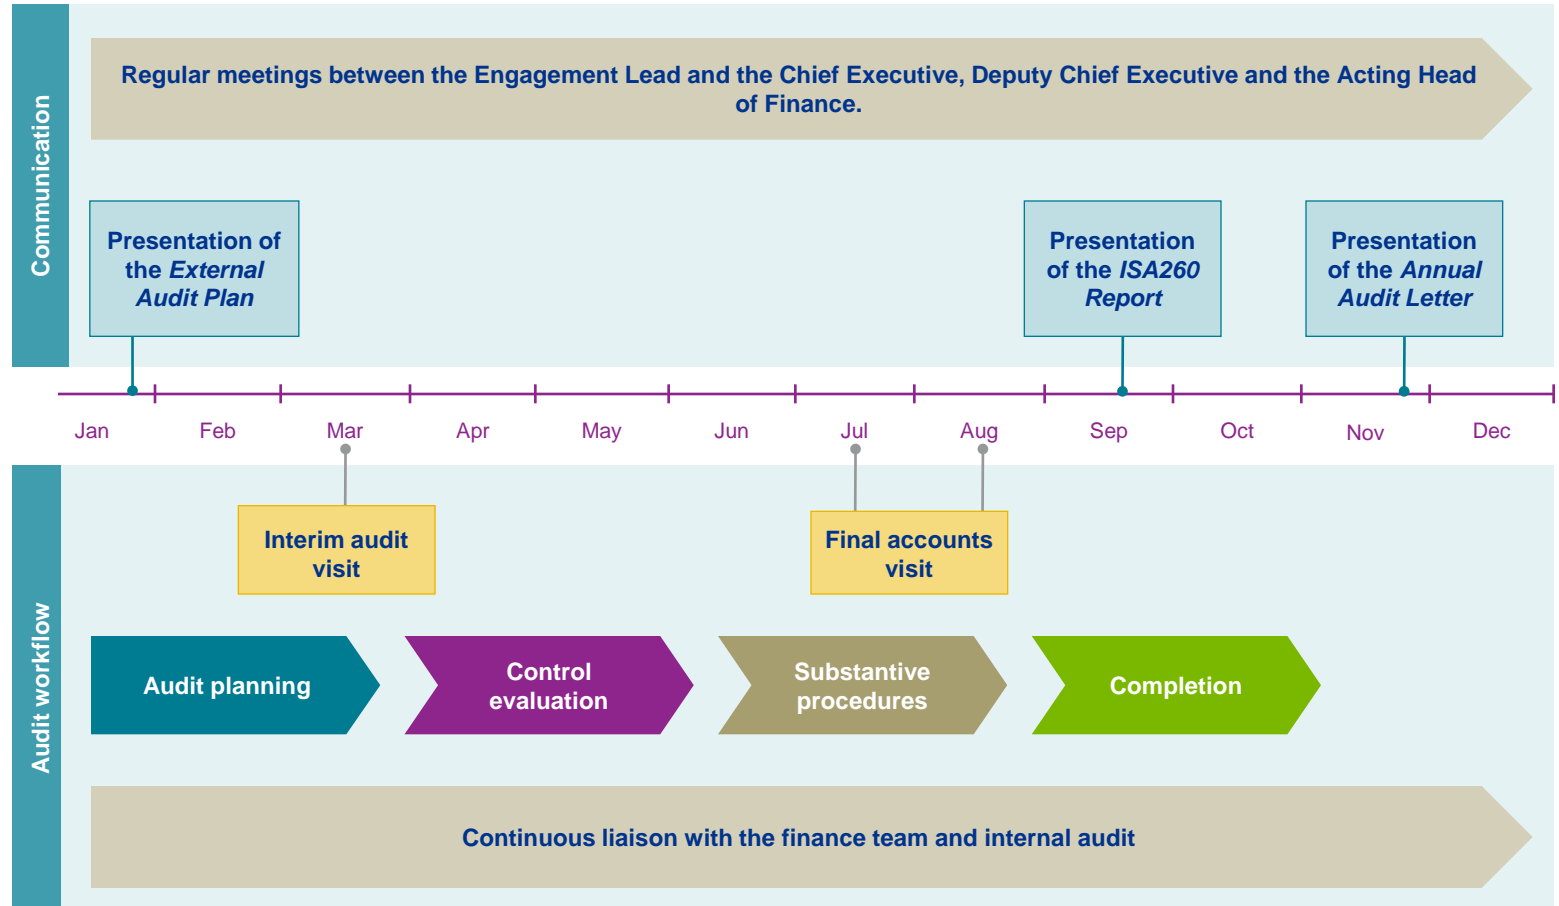 Communication
Regular meetings between the Engagement Lead and the Chief Executive, Deputy Chief Executive and the Acting Head
of Finance.
Presentation of
the External
Audit Plan
Presentation
of the ISA260
Report
Presentation
of the Annual
Audit Letter
Jan Feb Mar Apr May Jun Jul Aug Sep Oct Nov Dec
Audit workflow
Interim audit
visit
Final accounts
visit
Audit planning
Control
evaluation
Substantive
procedures
Completion
Continuous liaison with the finance team and internal audit